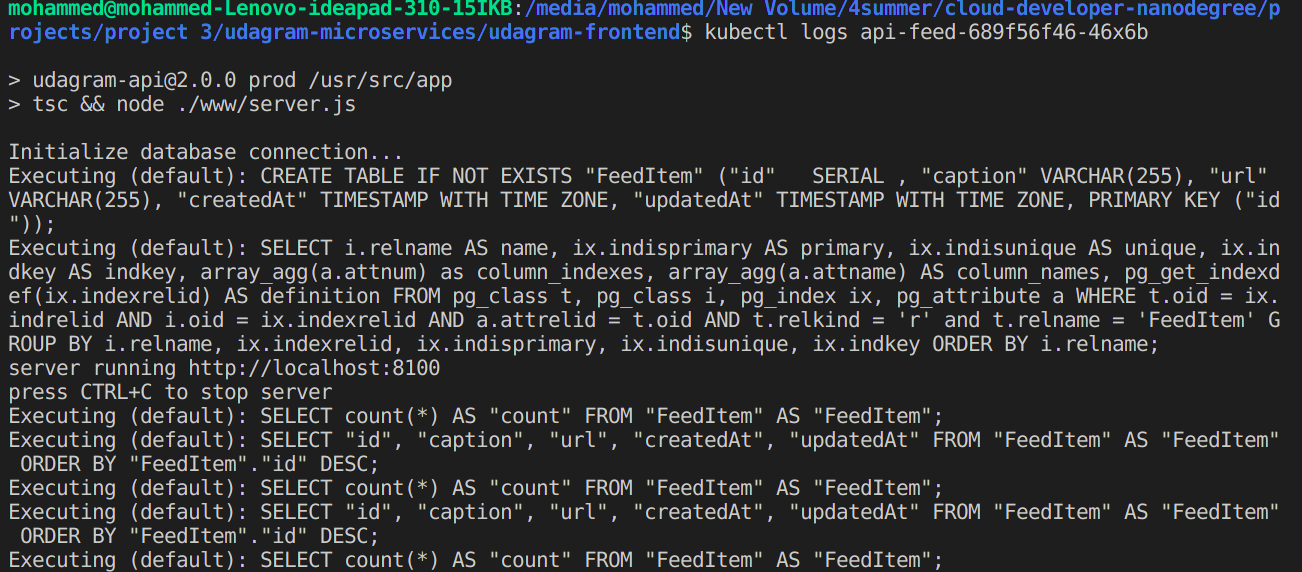 mohammed@mohammed-Lenovo-ideapad-310-15IKB:/media/mohammed/New Volume/4summer/cloud-developer-nanodegree/p
rojects/project 3/udagram-microservices/udagram-frontend$ kubectl logs api-feed-689f56f46-46x6b
> udagram-api@2.0.0 prod /usr/src/app
> tsc && node ./www/server.js
Initialize database connection...
Executing (default): CREATE TABLE IF NOT EXISTS "FeedItem" ("id"   SERIAL , "caption" VARCHAR(255), "url"
VARCHAR(255), "createdAt" TIMESTAMP WITH TIME ZONE, "updatedAt" TIMESTAMP WITH TIME ZONE, PRIMARY KEY ("id
"));
Executing (default): SELECT i.relname AS name, ix.indisprimary AS primary, ix.indisunique AS unique, ix.in
dkey AS indkey, array_agg(a.attnum) as column_indexes, array_agg(a.attname) AS column_names, pg_get_indexd
ef(ix.indexrelid) AS definition FROM pg_class t, pg_class i, pg_index ix, pg_attribute a WHERE t.oid = ix.
indrelid AND i.oid = ix.indexrelid AND a.attrelid = t.oid AND t.relkind = 'r' and t.relname = 'FeedItem' G
ROUP BY i.relname, ix.indexrelid, ix.indisprimary, ix.indisunique, ix.indkey ORDER BY i.relname;
server running http://localhost:8100
press CTRL+C to stop server
Executing (default): SELECT count(*) AS "count" FROM "FeedItem" AS "FeedItem";
Executing (default): SELECT "id", "caption", "url", "createdAt", "updatedAt" FROM "FeedItem" AS "FeedItem"
 ORDER BY "FeedItem"."id" DESC;
Executing (default): SELECT count(*) AS "count" FROM "FeedItem" AS "FeedItem";
Executing (default): SELECT "id", "caption", "url", "createdAt", "updatedAt" FROM "FeedItem" AS "FeedItem"
 ORDER BY "FeedItem"."id" DESC;
Executing (default): SELECT count(*) AS "count" FROM "FeedItem" AS "FeedItem";